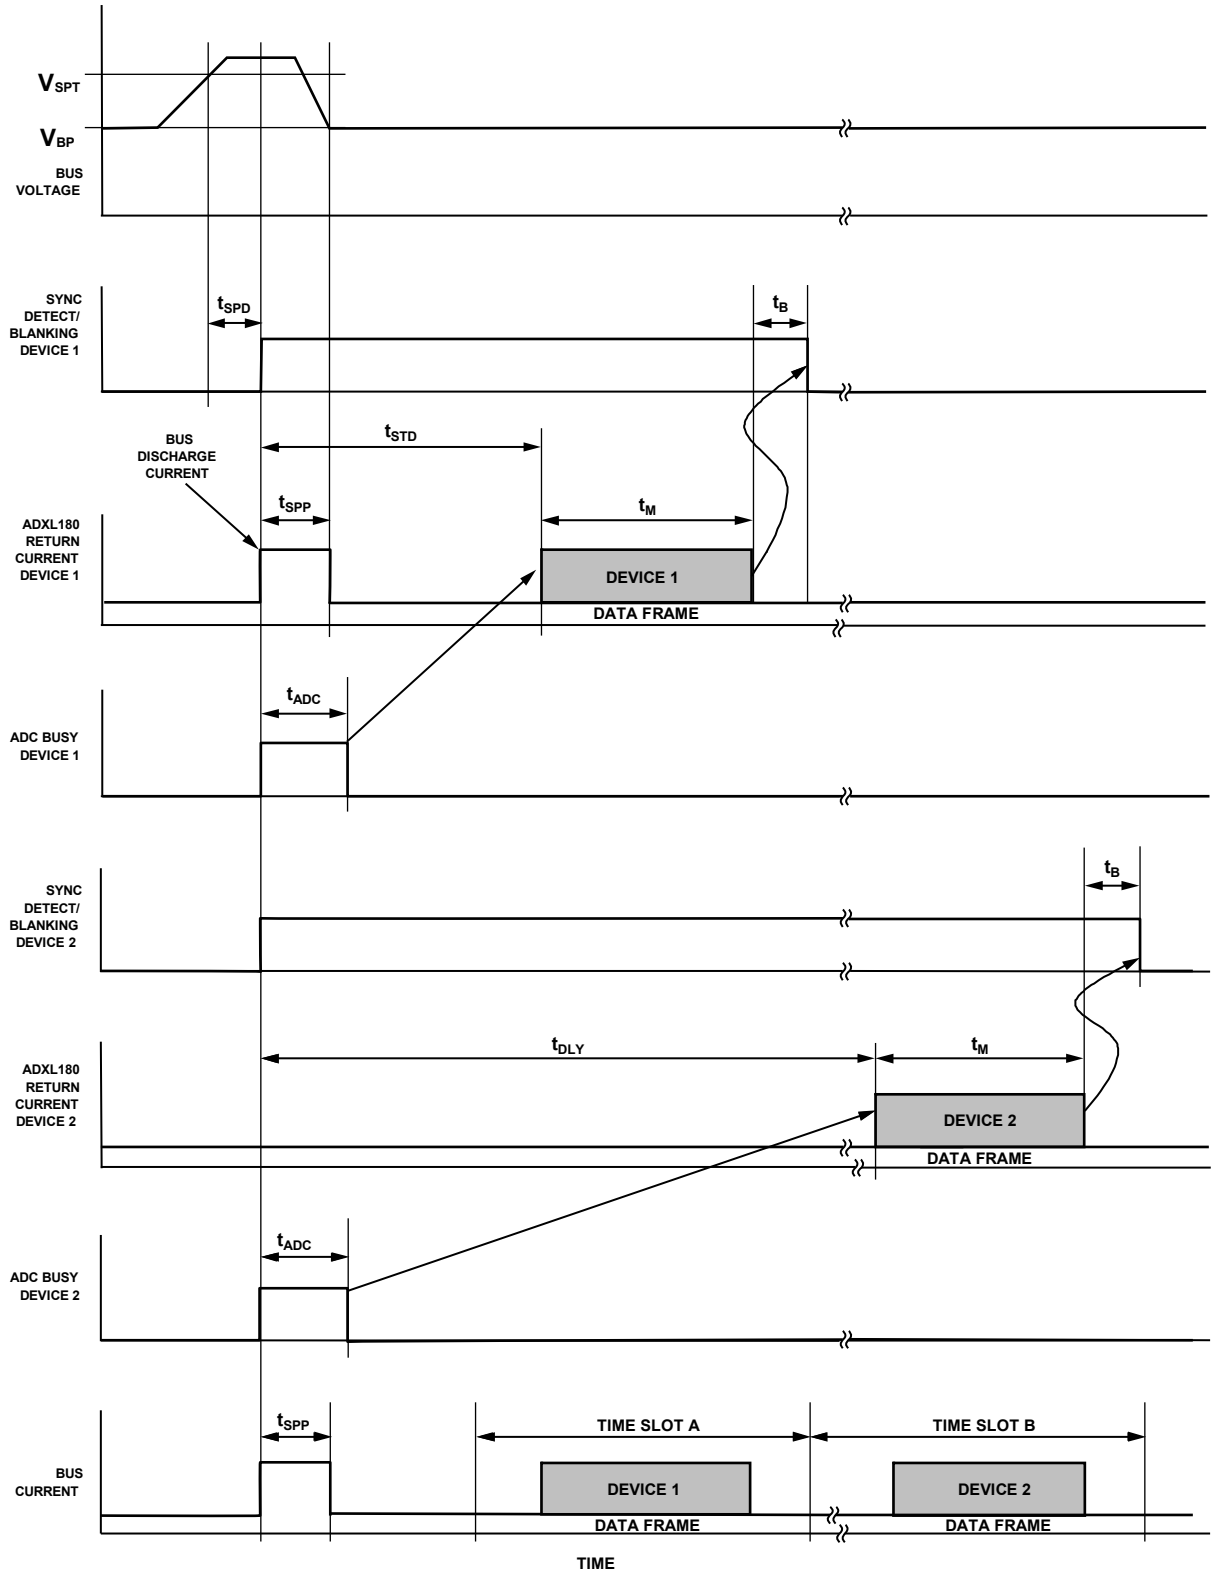 VSPT
VBP
BUS
VOLTAGE
SYNC
DETECT/
BLANKING
DEVICE 1
tSPD
tB
tSTD
BUS
DISCHARGE
CURRENT
tSPP
tM
ADXL180
RETURN
CURRENT
DEVICE 1
DEVICE 1
DATA FRAME
tADC
ADC BUSY
DEVICE 1
tB
SYNC
DETECT/
BLANKING
DEVICE 2
tDLY
tM
ADXL180
RETURN
CURRENT
DEVICE 2
DEVICE 2
DATA FRAME
tADC
ADC BUSY
DEVICE 2
tSPP
TIME SLOT A
TIME SLOT B
BUS
CURRENT
DEVICE 1
DEVICE 2
DATA FRAME
DATA FRAME
TIME